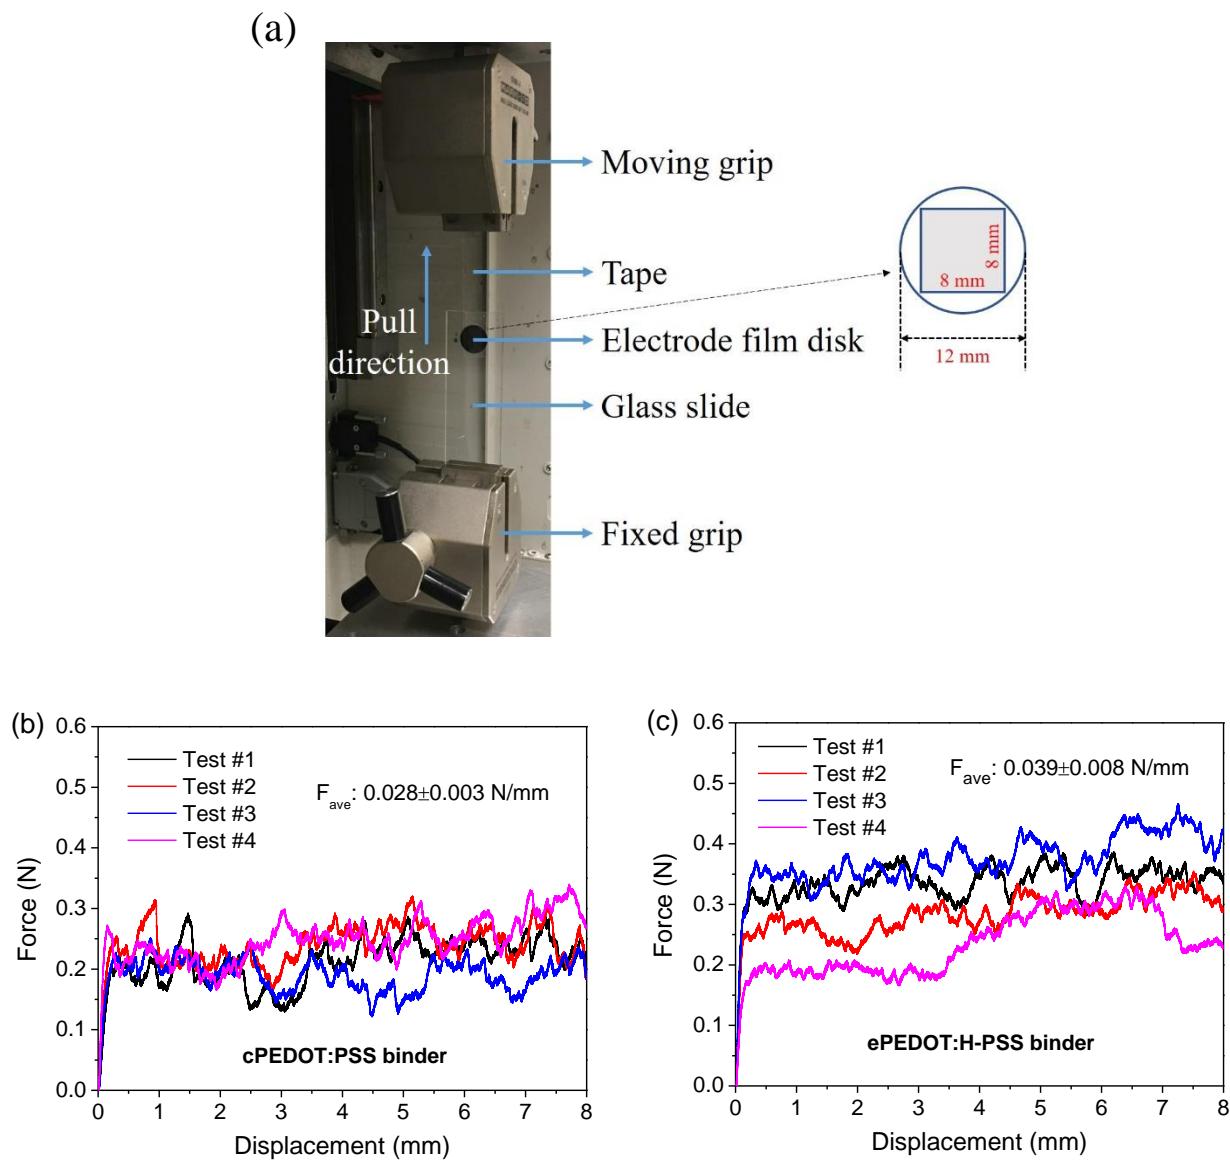 (a)
Moving grip
Tape
Pull
direction
Electrode film disk
Glass slide
Fixed grip
8 mm
8 mm
12 mm
(b)
0.6
0.5
0.4
0.3
0.2
0.1
0.0
Force (N)
Test #1
Test #2
Test #3
Test #4
Fave: 0.028±0.003 N/mm
cPEDOT:PSS binder
0 1 2 3 4 5 6 7 8
Displacement (mm)
(c)
0.6
0.5
0.4
0.3
0.2
0.1
0.0
Force (N)
Test #1
Test #2
Test #3
Test #4
Fave: 0.039±0.008 N/mm
ePEDOT:H-PSS binder
0 1 2 3 4 5 6 7 8
Displacement (mm)